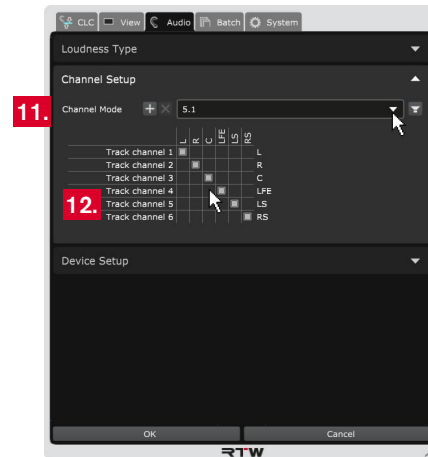 CLC View Audio Batch System
Loudness Type
Channel Setup
11. Channel Mode 5.1
L R C LFE LS RS
Track channel 1 L
Track channel 2 R
Track channel 3 C
Track channel 4 LFE
12. Track channel 5 LS
Track channel 6 RS
Device Setup
OK Cancel
RTW